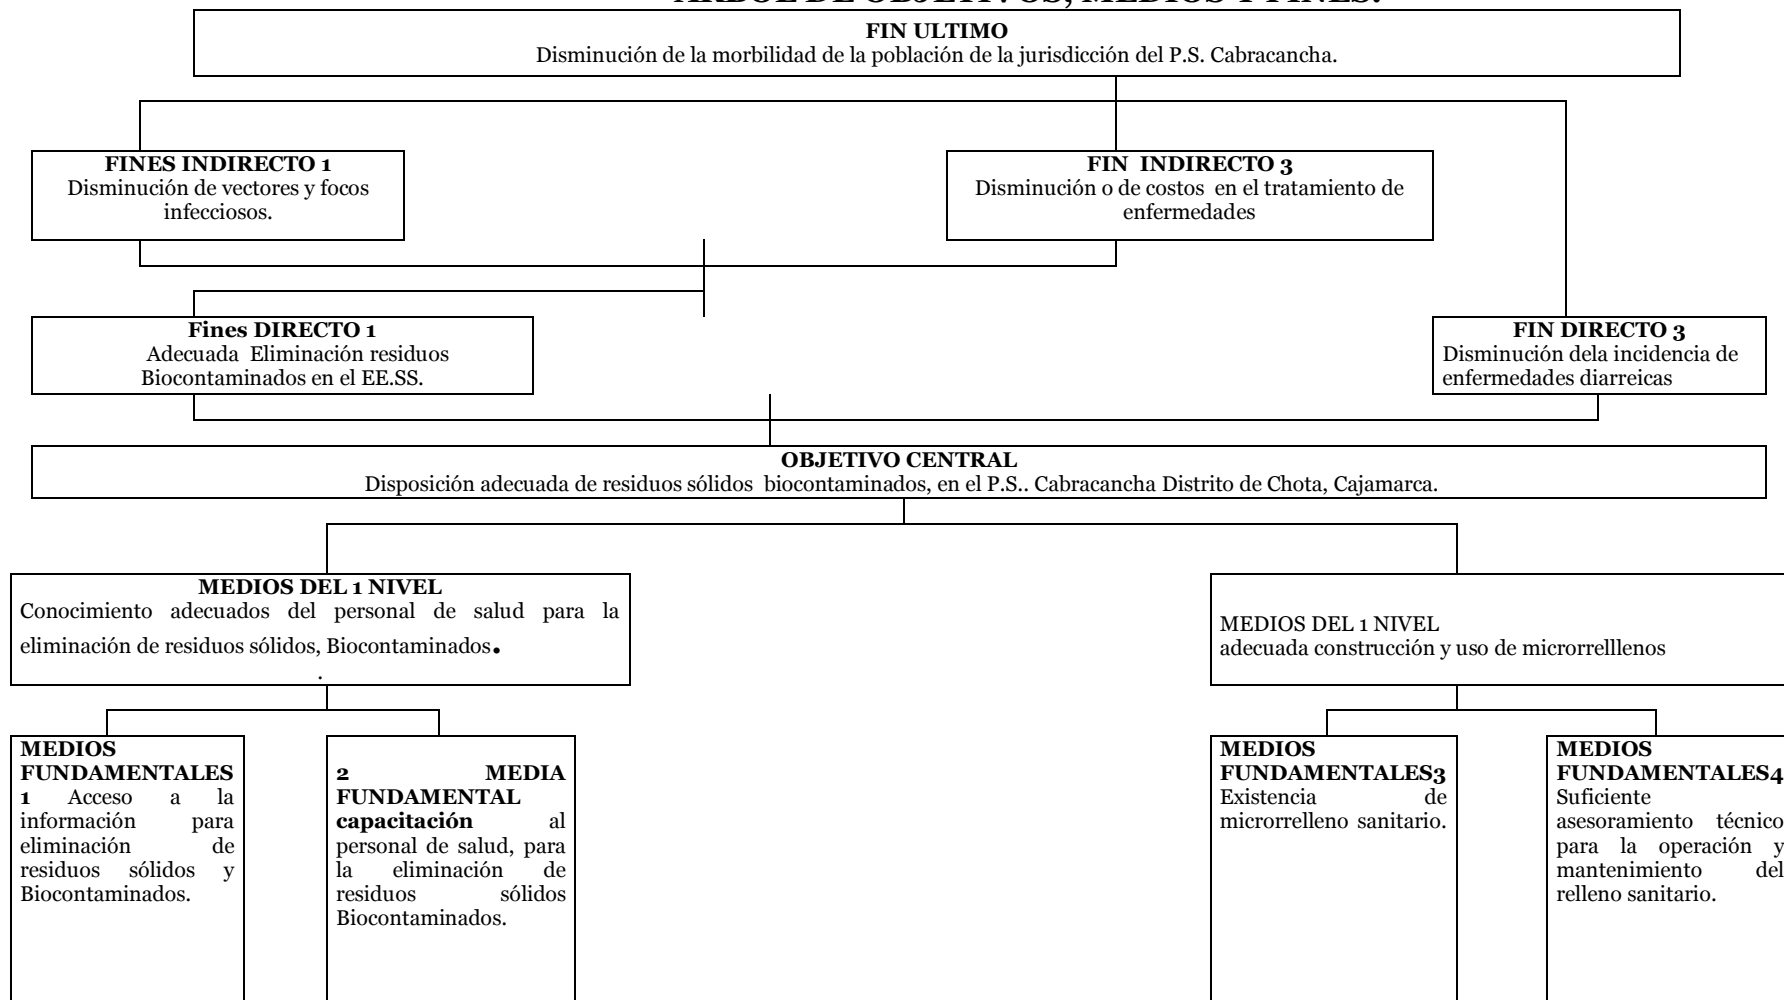 ÁRBOL DE OBJETIVOS, MEDIOS Y FINES.
FIN ULTIMO
Disminución de la morbilidad de la población de la jurisdicción del P.S. Cabracancha.
FINES INDIRECTO 1
Disminución de vectores y focos
infecciosos.
FIN INDIRECTO 3
Disminución o de costos en el tratamiento de
enfermedades
Fines DIRECTO 1
Adecuada Eliminación residuos
Biocontaminados en el EE.SS.
FIN DIRECTO 3
Disminución dela incidencia de
enfermedades diarreicas
OBJETIVO CENTRAL
Disposición adecuada de residuos sólidos biocontaminados, en el P.S.. Cabracancha Distrito de Chota, Cajamarca.
MEDIOS DEL 1 NIVEL
Conocimiento adecuados del personal de salud para la
eliminación de residuos sólidos, Biocontaminados.
.
MEDIOS DEL 1 NIVEL
adecuada construcción y uso de microrrelllenos
MEDIOS
FUNDAMENTALES
1 Acceso a la
información para
eliminación de
residuos sólidos y
Biocontaminados.
2 MEDIA
FUNDAMENTAL
capacitación al
personal de salud, para
la eliminación de
residuos sólidos
Biocontaminados.
MEDIOS
FUNDAMENTALES3
Existencia de
microrrelleno sanitario.
MEDIOS
FUNDAMENTALES4
Suficiente
asesoramiento técnico
para la operación y
mantenimiento del
relleno sanitario.